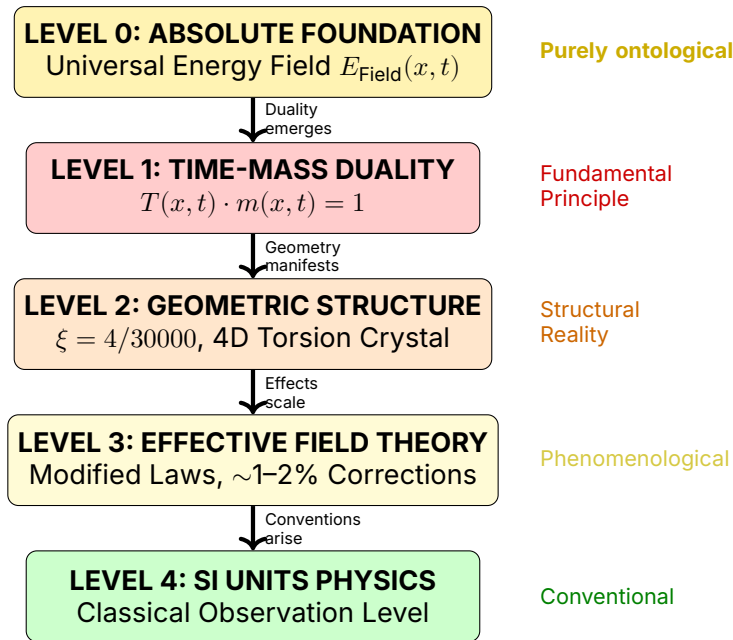 LEVEL 0: ABSOLUTE FOUNDATION
Universal Energy Field E_Field(x, t)
Purely ontological
Duality
emerges
LEVEL 1: TIME-MASS DUALITY
T(x, t) · m(x, t) = 1
Fundamental
Principle
Geometry
manifests
LEVEL 2: GEOMETRIC STRUCTURE
ξ = 4/30000, 4D Torsion Crystal
Structural
Reality
Effects
scale
LEVEL 3: EFFECTIVE FIELD THEORY
Modified Laws, ~1–2% Corrections
Phenomenological
Conventions
arise
LEVEL 4: SI UNITS PHYSICS
Classical Observation Level
Conventional